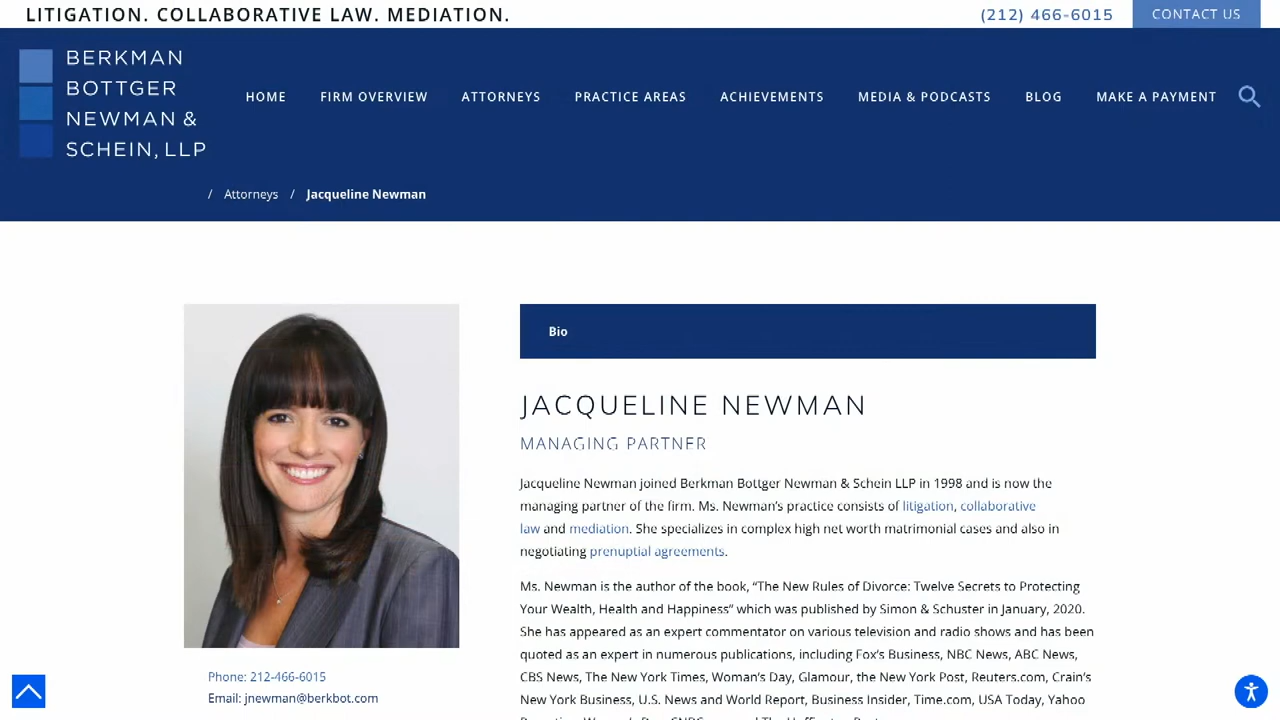 LITIGATION. COLLABORATIVE LAW. MEDIATION.
(212) 466-6015
CONTACT US
BERKMAN
BOTTGER
NEWMAN &
SCHEIN, LLP
HOME
FIRM OVERVIEW
ATTORNEYS
PRACTICE AREAS
ACHIEVEMENTS
MEDIA & PODCASTS
BLOG
MAKE A PAYMENT
/ Attorneys / Jacqueline Newman
Bio
JACQUELINE NEWMAN
MANAGING PARTNER
Jacqueline Newman joined Berkman Bottger Newman & Schein LLP in 1998 and is now the
managing partner of the firm. Ms. Newman's practice consists of litigation, collaborative
law and mediation. She specializes in complex high net worth matrimonial cases and also in
negotiating prenuptial agreements.
Ms. Newman is the author of the book, "The New Rules of Divorce: Twelve Secrets to Protecting
Your Wealth, Health and Happiness" which was published by Simon & Schuster in January, 2020.
She has appeared as an expert commentator on various television and radio shows and has been
quoted as an expert in numerous publications, including Fox's Business, NBC News, ABC News,
CBS News, The New York Times, Woman's Day, Glamour, the New York Post, Reuters.com, Crain's
New York Business, U.S. News and World Report, Business Insider, Time.com, USA Today, Yahoo
Phone: 212-466-6015
Email: jnewman@berkbot.com